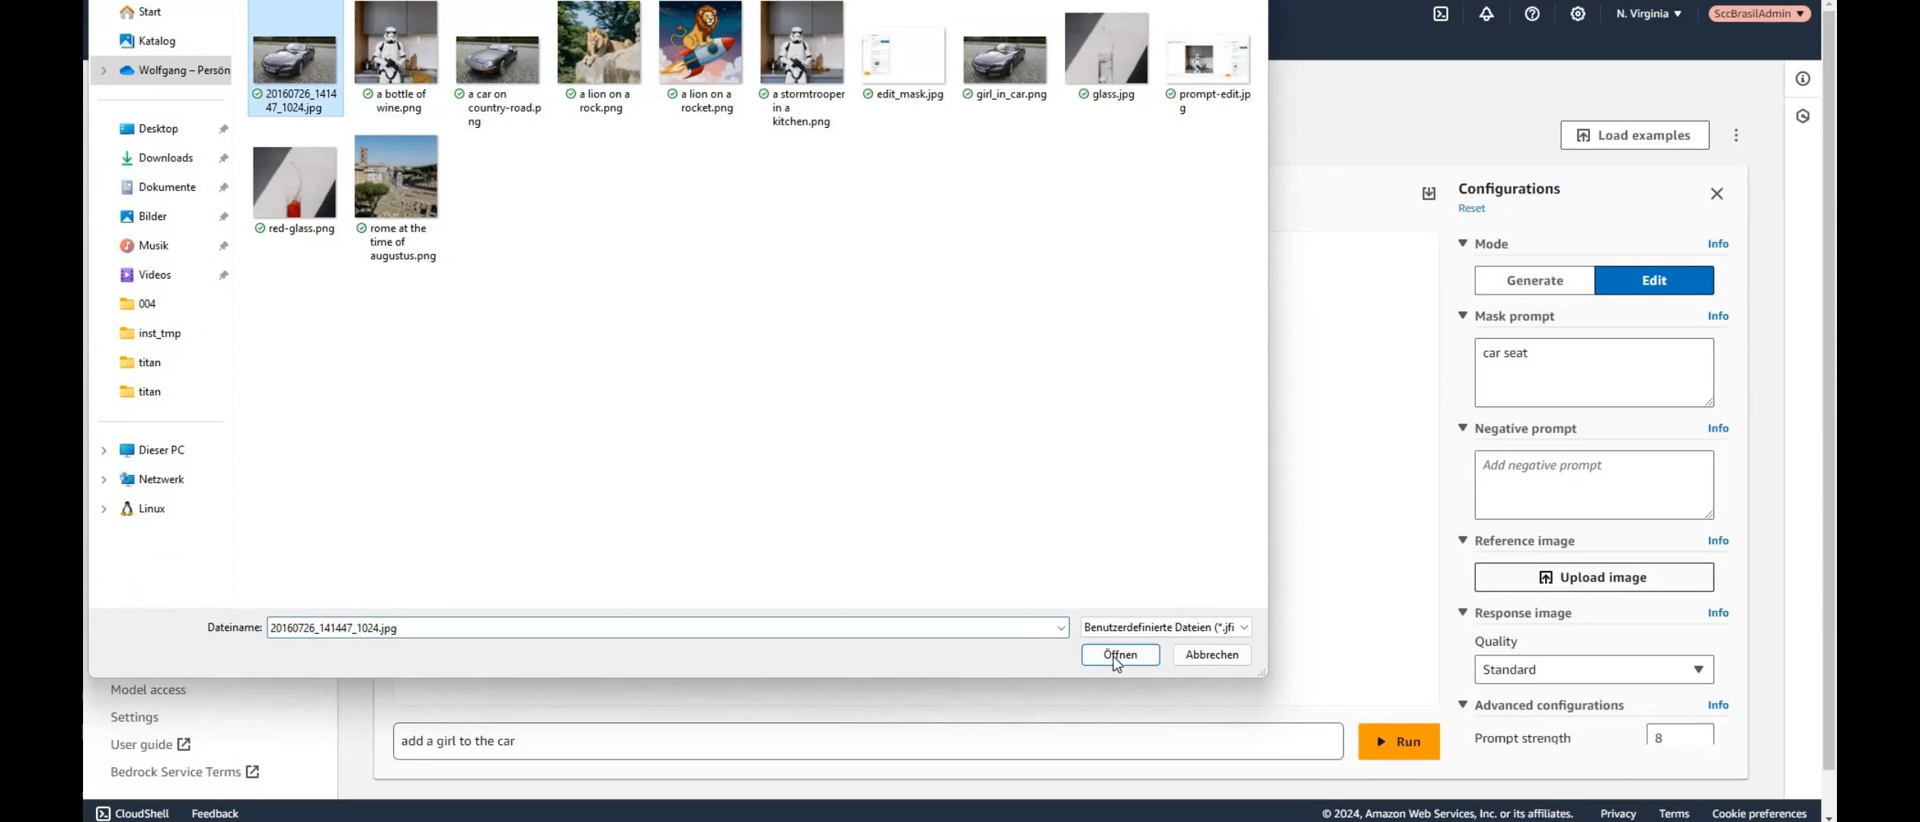 Start
Katalog
Wolfgang – Persön
Desktop
Downloads
Dokumente
Bilder
Musik
Videos
004
inst_tmp
titan
titan
Dieser PC
Netzwerk
Linux
20160726_1414
47_1024.jpg
a bottle of
wine.png
a car on
country-road.p
ng
a lion on a
rock.png
a lion on a
rocket.png
a stormtrooper
in a
kitchen.png
edit_mask.jpg
girl_in_car.png
glass.jpg
prompt-edit.jp
g
red-glass.png
rome at the
time of
augustus.png
Dateiname: 20160726_141447_1024.jpg
Benutzerdefinierte Dateien (*.jfi
Öffnen
Abbrechen
N. Virginia
SccBrasilAdmin
Load examples
Configurations
Reset
Mode Info
Generate Edit
Mask prompt Info
car seat
Negative prompt Info
Add negative prompt
Reference image Info
Upload image
Response image Info
Quality
Standard
Advanced configurations Info
Prompt strength 8
Model access
Settings
User guide
Bedrock Service Terms
add a girl to the car
Run
CloudShell Feedback
© 2024, Amazon Web Services, Inc. or its affiliates. Privacy Terms Cookie preferences